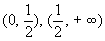 (0, 1/2), (1/2, + ∞)